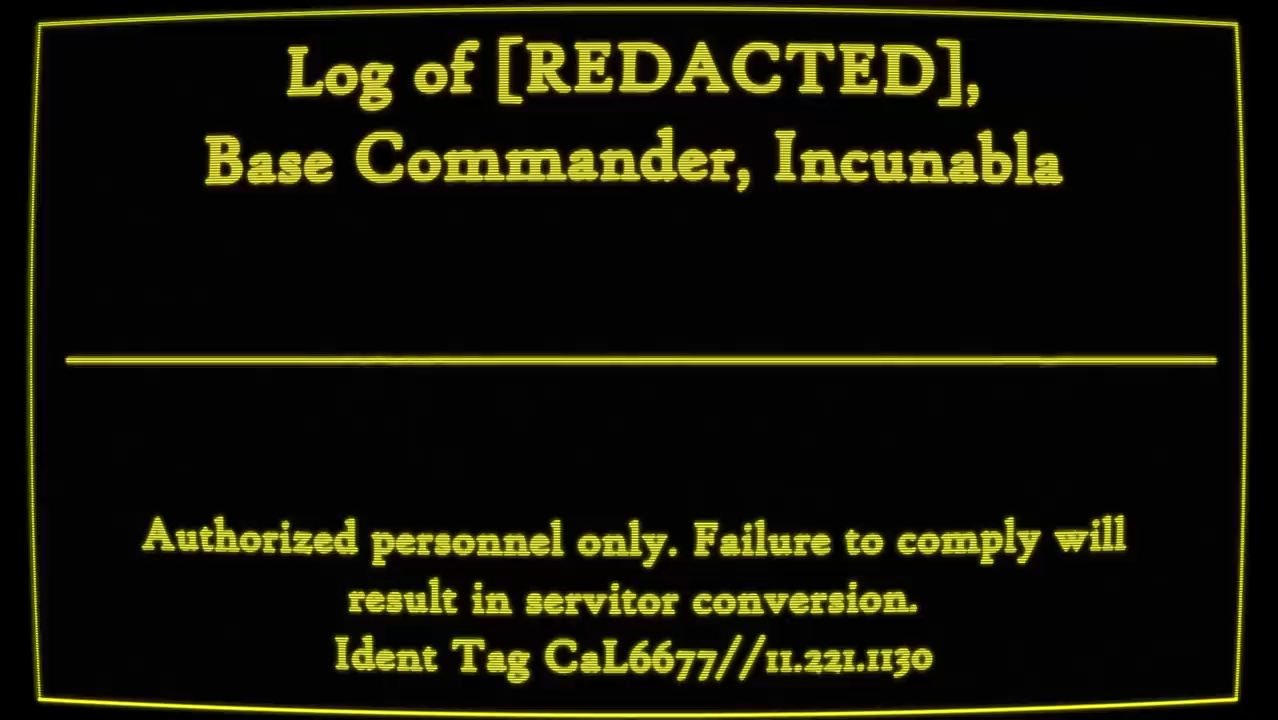 Log of [REDACTED],
Base Commander, Incunabla
Authorized personnel only. Failure to comply will
result in servitor conversion.
Ident Tag CaL6677//11.221.1130